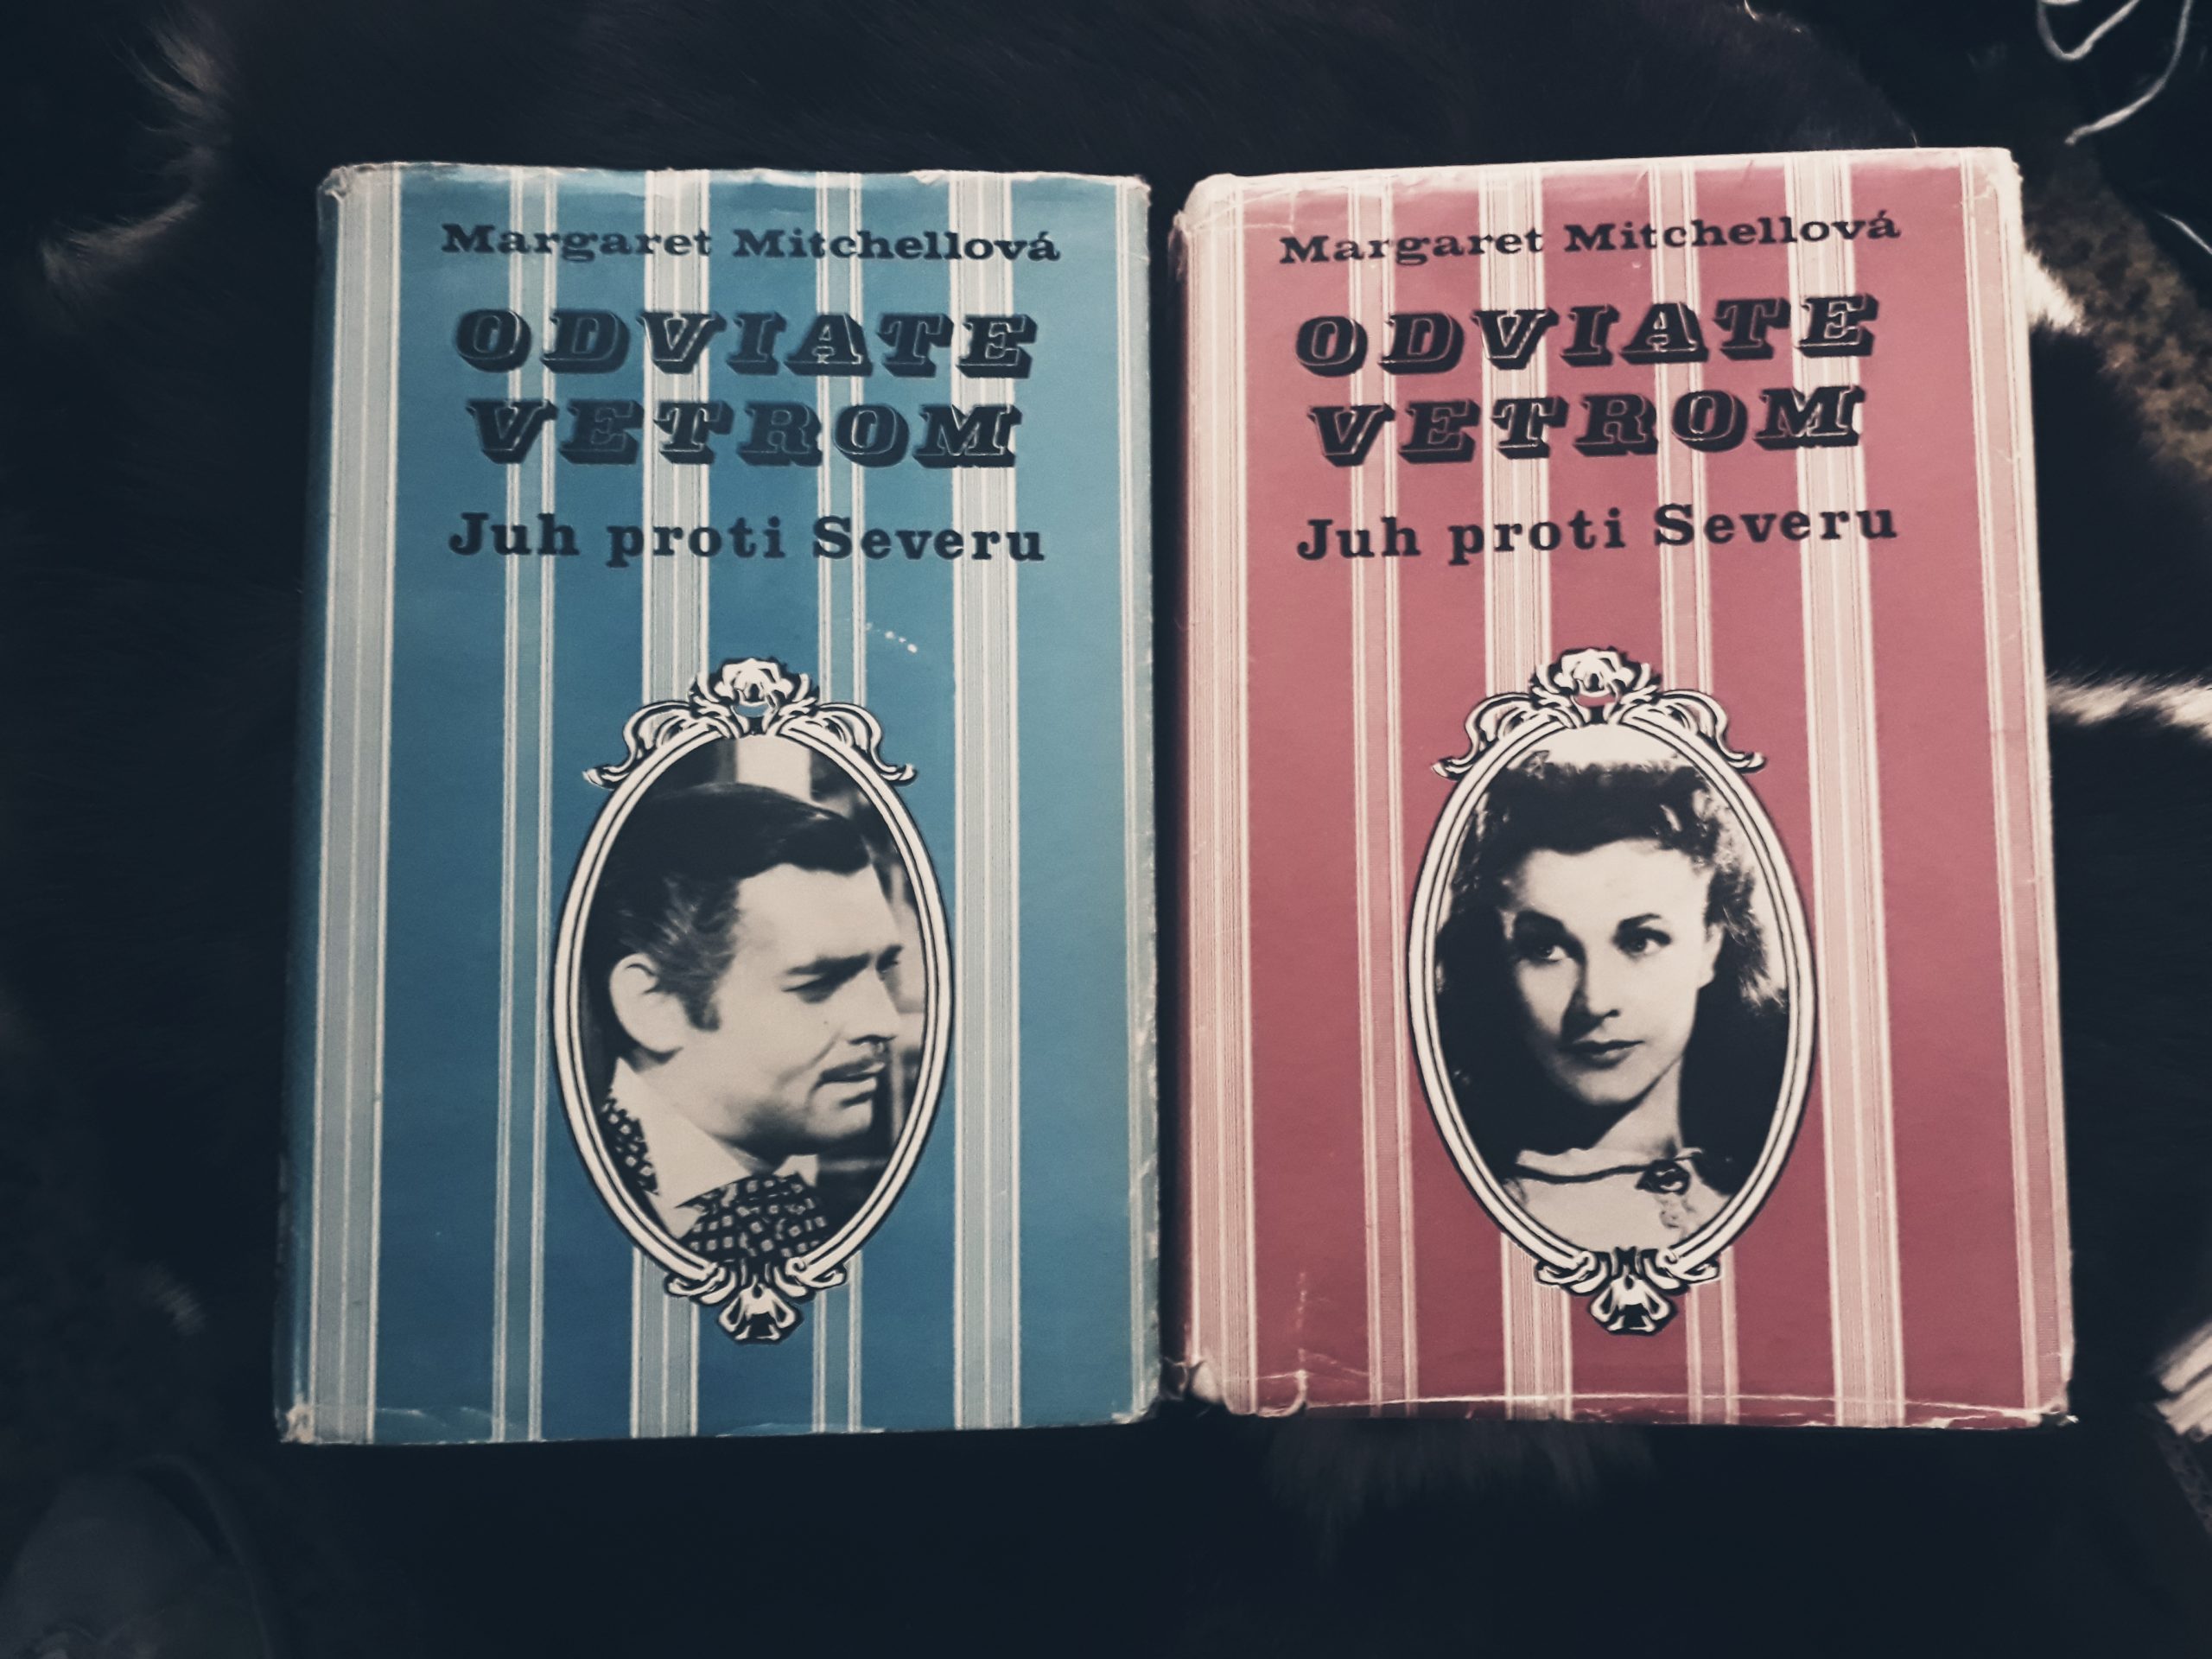 Margaret Mitchellová
ODVIATE
VETROM
Juh proti Severu
Margaret Mitchellová
ODVIATE
VETROM
Juh proti Severu